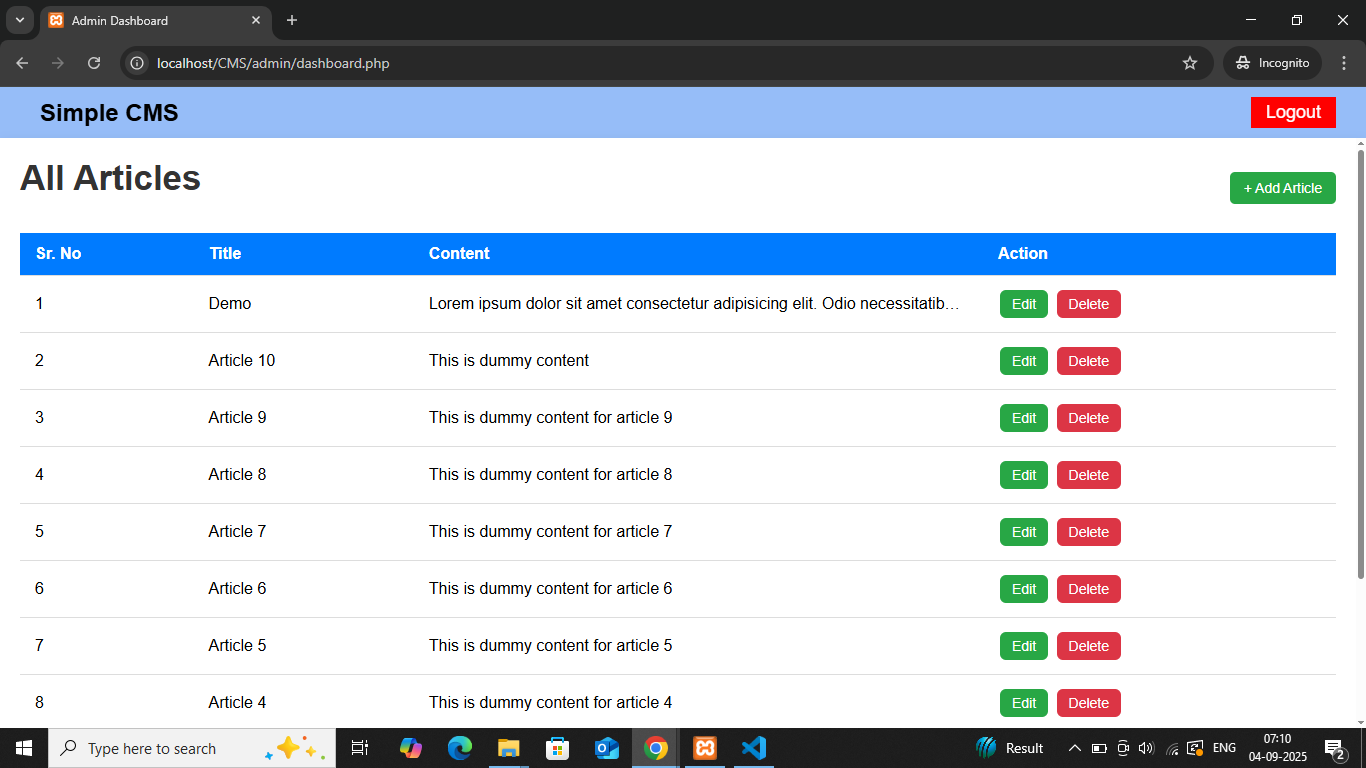 Admin Dashboard
localhost/CMS/admin/dashboard.php
Incognito
Simple CMS
Logout
All Articles
+ Add Article
Sr. No Title Content Action
1 Demo Lorem ipsum dolor sit amet consectetur adipisicing elit. Odio necessitatib... Edit Delete
2 Article 10 This is dummy content Edit Delete
3 Article 9 This is dummy content for article 9 Edit Delete
4 Article 8 This is dummy content for article 8 Edit Delete
5 Article 7 This is dummy content for article 7 Edit Delete
6 Article 6 This is dummy content for article 6 Edit Delete
7 Article 5 This is dummy content for article 5 Edit Delete
8 Article 4 This is dummy content for article 4 Edit Delete
Type here to search
Result
ENG
07:10
04-09-2025
2